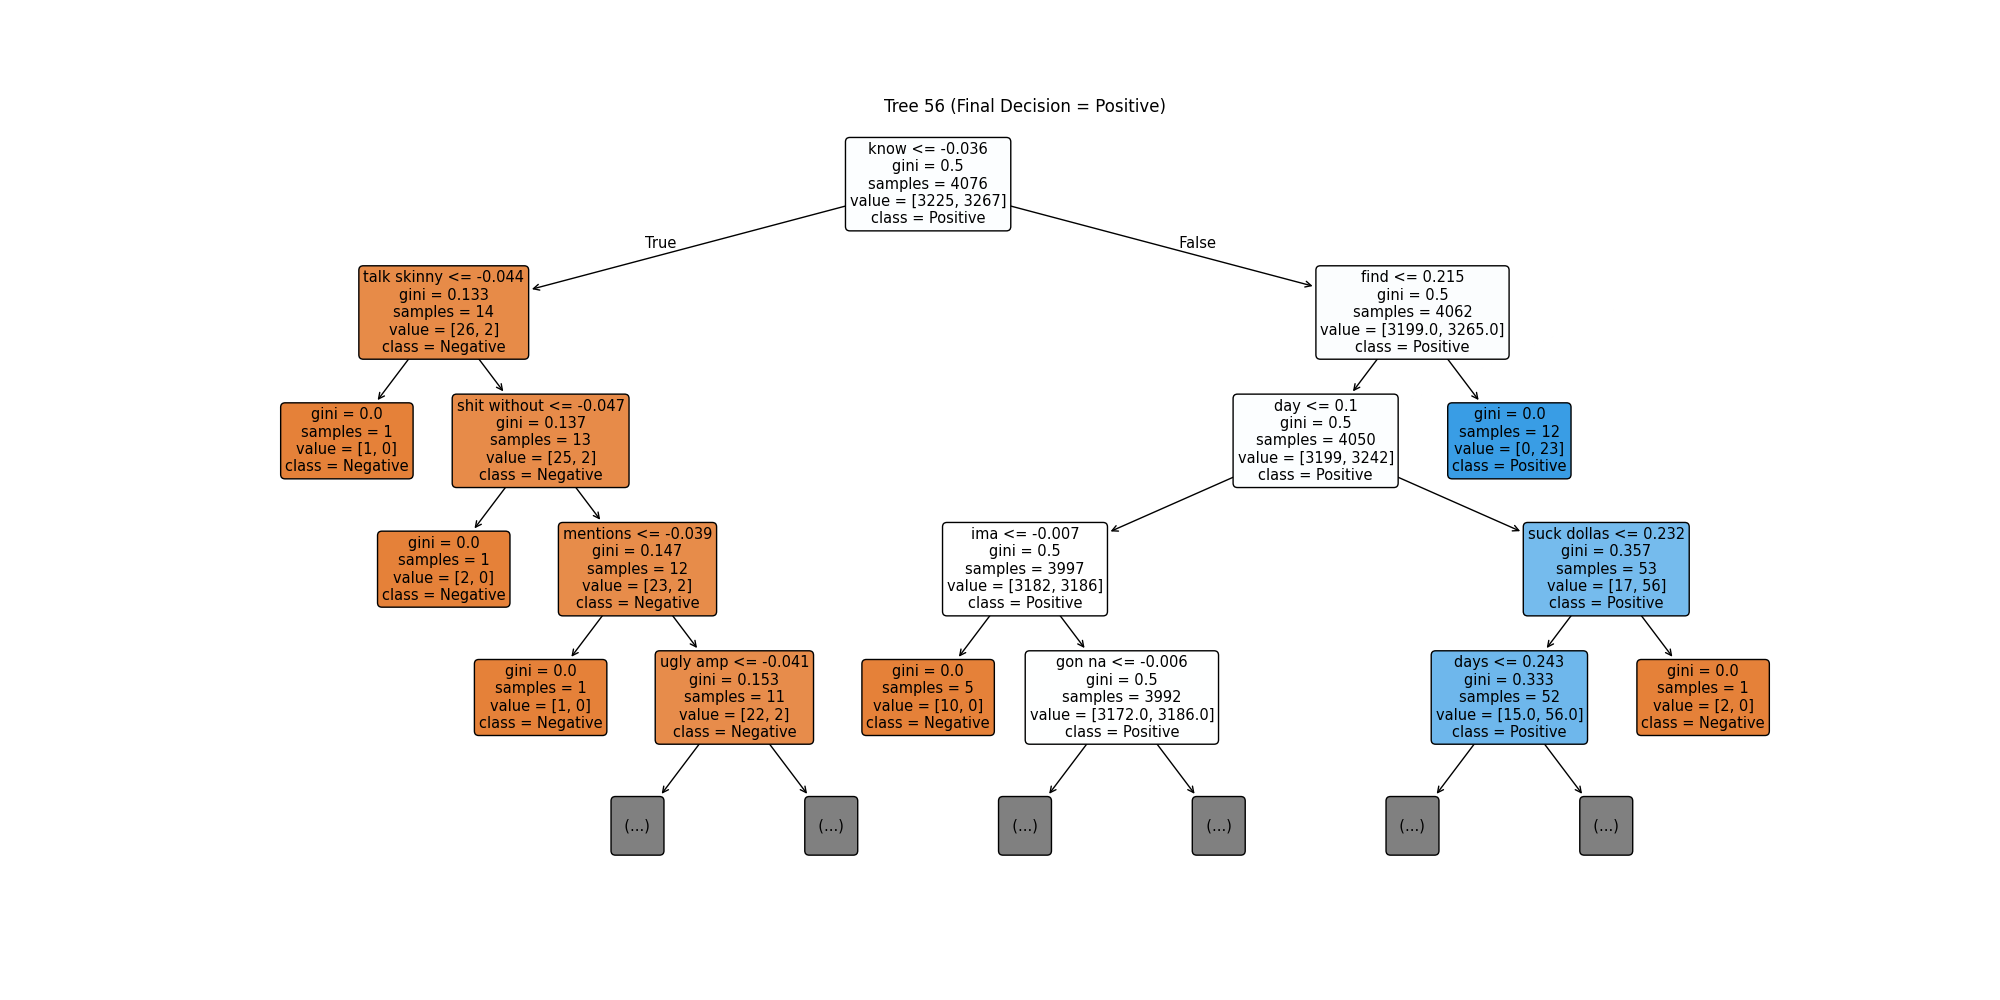 Tree 56 (Final Decision = Positive)
know <= -0.036
gini = 0.5
samples = 4076
value = [3225, 3267]
class = Positive
True
False
talk skinny <= -0.044
gini = 0.133
samples = 14
value = [26, 2]
class = Negative
find <= 0.215
gini = 0.5
samples = 4062
value = [3199.0, 3265.0]
class = Positive
gini = 0.0
samples = 1
value = [1, 0]
class = Negative
shit without <= -0.047
gini = 0.137
samples = 13
value = [25, 2]
class = Negative
day <= 0.1
gini = 0.5
samples = 4050
value = [3199, 3242]
class = Positive
gini = 0.0
samples = 12
value = [0, 23]
class = Positive
gini = 0.0
samples = 1
value = [2, 0]
class = Negative
mentions <= -0.039
gini = 0.147
samples = 12
value = [23, 2]
class = Negative
ima <= -0.007
gini = 0.5
samples = 3997
value = [3182, 3186]
class = Positive
suck dollas <= 0.232
gini = 0.357
samples = 53
value = [17, 56]
class = Positive
gini = 0.0
samples = 1
value = [1, 0]
class = Negative
ugly amp <= -0.041
gini = 0.153
samples = 11
value = [22, 2]
class = Negative
gini = 0.0
samples = 5
value = [10, 0]
class = Negative
gon na <= -0.006
gini = 0.5
samples = 3992
value = [3172.0, 3186.0]
class = Positive
days <= 0.243
gini = 0.333
samples = 52
value = [15.0, 56.0]
class = Positive
gini = 0.0
samples = 1
value = [2, 0]
class = Negative
(...)
(...)
(...)
(...)
(...)
(...)